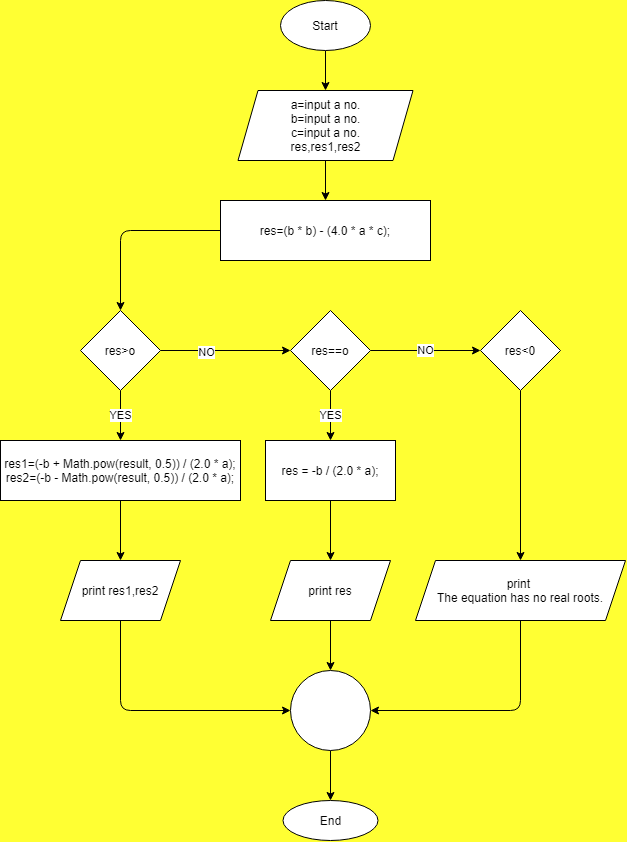 Start
a=input a no.
b=input a no.
c=input a no.
res,res1,res2
res=(b * b) - (4.0 * a * c);
res>o
NO
res==o
NO
res<0
YES
YES
res1=(-b + Math.pow(result, 0.5)) / (2.0 * a);
res2=(-b - Math.pow(result, 0.5)) / (2.0 * a);
res = -b / (2.0 * a);
print res1,res2
print res
print
The equation has no real roots.
End